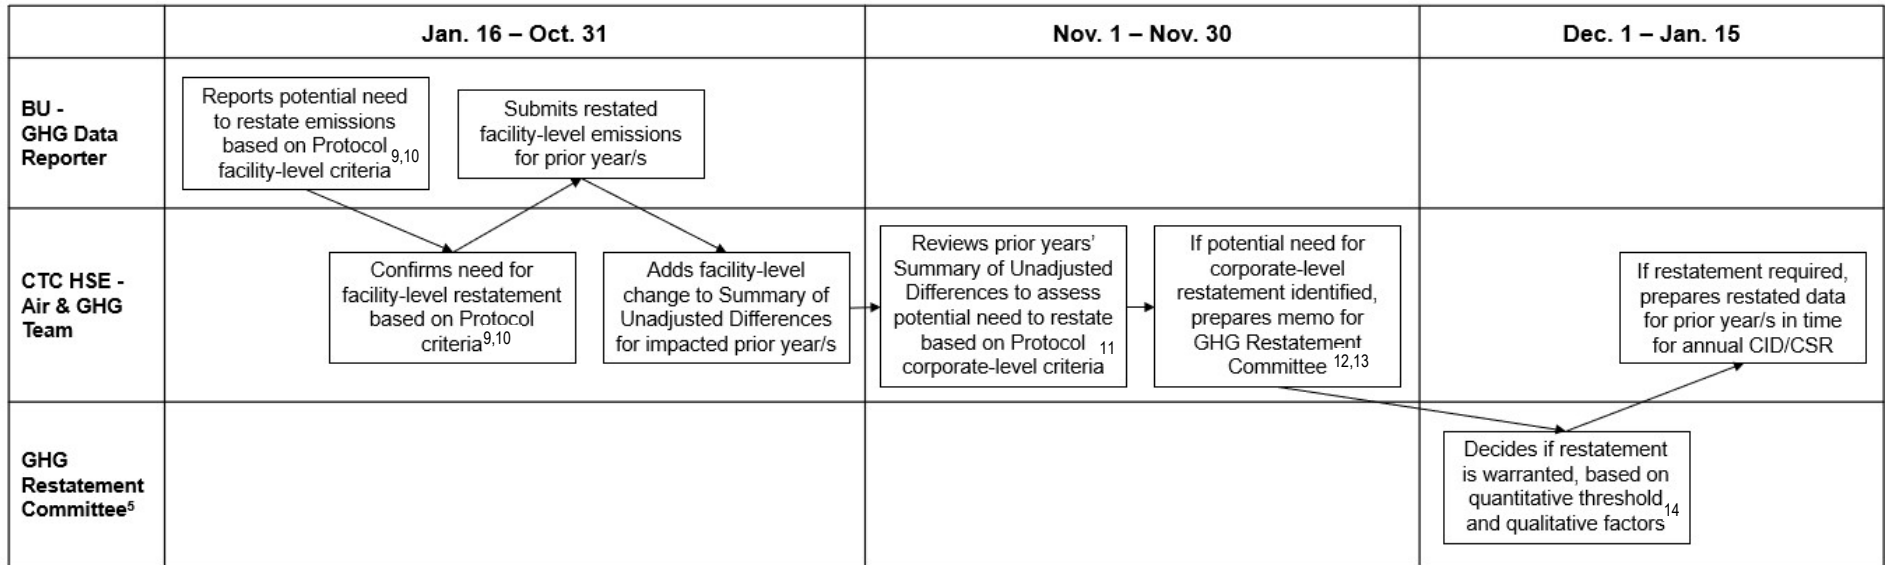 Jan. 16 – Oct. 31
Nov. 1 – Nov. 30
Dec. 1 – Jan. 15
BU -
GHG Data
Reporter
Reports potential need
to restate emissions
based on Protocol
facility-level criteria 9,10
Submits restated
facility-level emissions
for prior year/s
CTC HSE -
Air & GHG
Team
Confirms need for
facility-level restatement
based on Protocol
criteria9,10
Adds facility-level
change to Summary of
Unadjusted Differences
for impacted prior year/s
Reviews prior years’
Summary of Unadjusted
Differences to assess
potential need to restate
based on Protocol
corporate-level criteria 11
If potential need for
corporate-level
restatement identified,
prepares memo for
GHG Restatement
Committee 12,13
If restatement required,
prepares restated data
for prior year/s in time
for annual CID/CSR
GHG
Restatement
Committee5
Decides if restatement
is warranted, based on
quantitative threshold
and qualitative factors 14